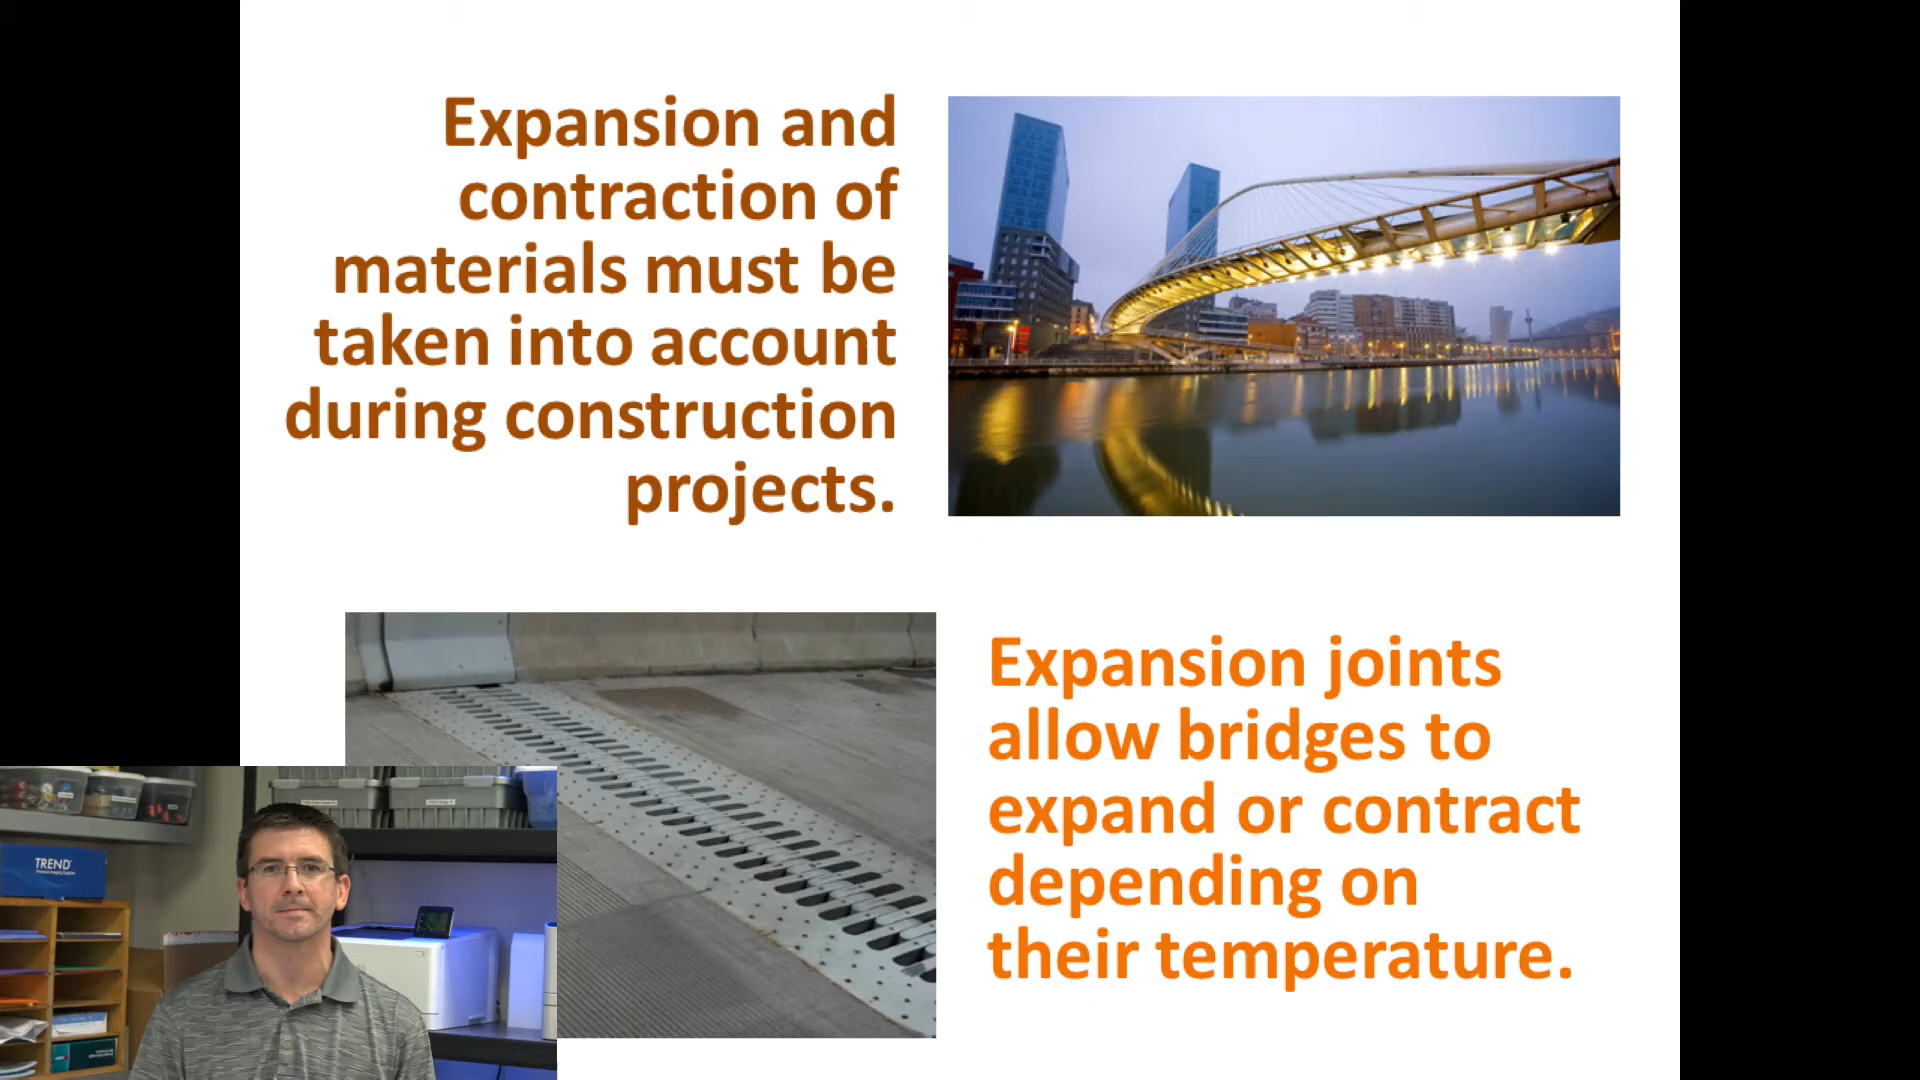 Expansion and
contraction of
materials must be
taken into account
during construction
projects.
Expansion joints
allow bridges to
expand or contract
depending on
their temperature.
TREND